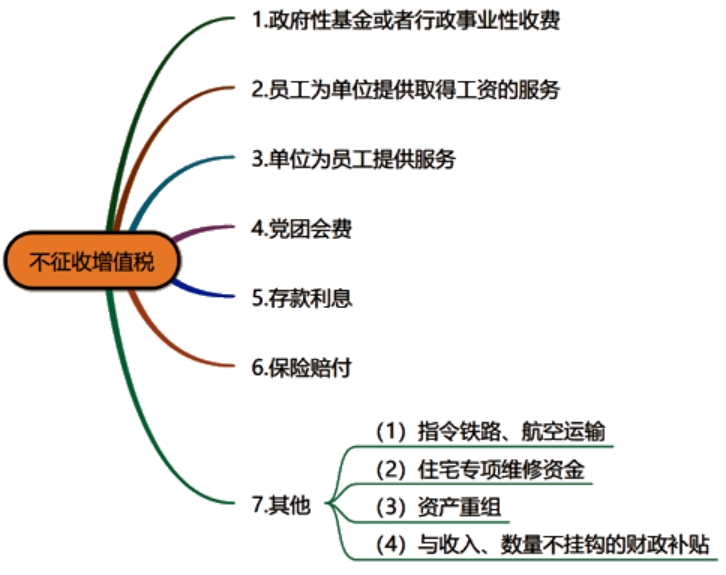 1.政府性基金或者行政事业性收费
2.员工为单位提供取得工资的服务
3.单位为员工提供服务
4.党团会费
不征收增值税
5.存款利息
6.保险赔付
7.其他
（1）指令铁路、航空运输
（2）住宅专项维修资金
（3）资产重组
（4）与收入、数量不挂钩的财政补贴